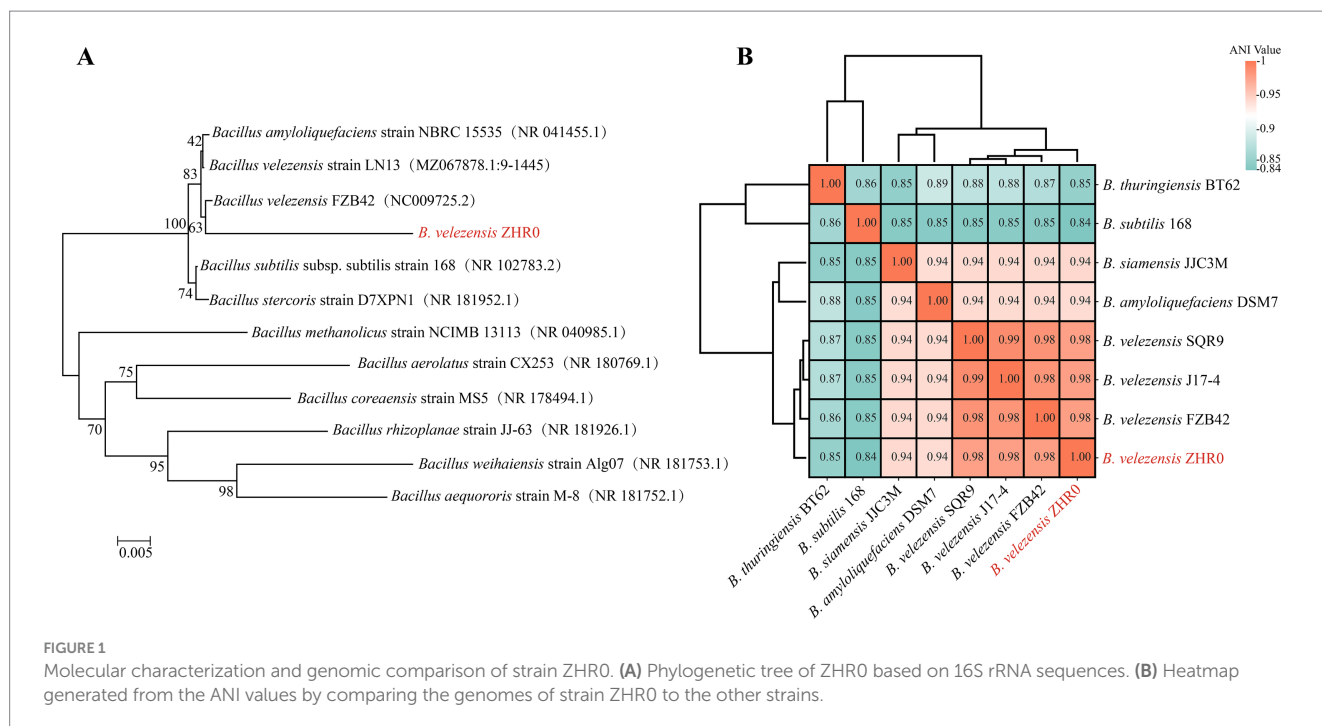 A
Bacillus amyloliquefaciens strain NBRC 15535（NR 041455.1）
42
Bacillus velezensis strain LN13（MZ067878.1:9-1445）
83
Bacillus velezensis FZB42（NC009725.2）
100
63
B. velezensis ZHR0
Bacillus subtilis subsp. subtilis strain 168（NR 102783.2）
74
Bacillus stercoris strain D7XPN1（NR 181952.1）
Bacillus methanolicus strain NCIMB 13113（NR 040985.1）
Bacillus aerolatus strain CX253（NR 180769.1）
75
Bacillus coreaensis strain MS5（NR 178494.1）
70
Bacillus rhizoplanae strain JJ-63（NR 181926.1）
95
Bacillus weihaiensis strain Alg07（NR 181753.1）
98
Bacillus aequororis strain M-8（NR 181752.1）
0.005
B
ANI Value
1
0.95
0.9
0.85
0.84
1.00 0.86 0.85 0.89 0.88 0.88 0.87 0.85 B. thuringiensis BT62
0.86 1.00 0.85 0.85 0.85 0.85 0.85 0.84 B. subtilis 168
0.85 0.85 1.00 0.94 0.94 0.94 0.94 0.94 B. siamensis JJC3M
0.88 0.85 0.94 1.00 0.94 0.94 0.94 0.94 B. amyloliquefaciens DSM7
0.87 0.85 0.94 0.94 1.00 0.99 0.98 0.98 B. velezensis SQR9
0.87 0.85 0.94 0.94 0.99 1.00 0.98 0.98 B. velezensis J17-4
0.86 0.85 0.94 0.94 0.98 0.98 1.00 0.98 B. velezensis FZB42
0.85 0.84 0.94 0.94 0.98 0.98 0.98 1.00 B. velezensis ZHR0
B. thuringiensis BT62
B. subtilis 168
B. siamensis JJC3M
B. amyloliquefaciens DSM7
B. velezensis SQR9
B. velezensis J17-4
B. velezensis FZB42
B. velezensis ZHR0
FIGURE 1
Molecular characterization and genomic comparison of strain ZHR0. (A) Phylogenetic tree of ZHR0 based on 16S rRNA sequences. (B) Heatmap
generated from the ANI values by comparing the genomes of strain ZHR0 to the other strains.